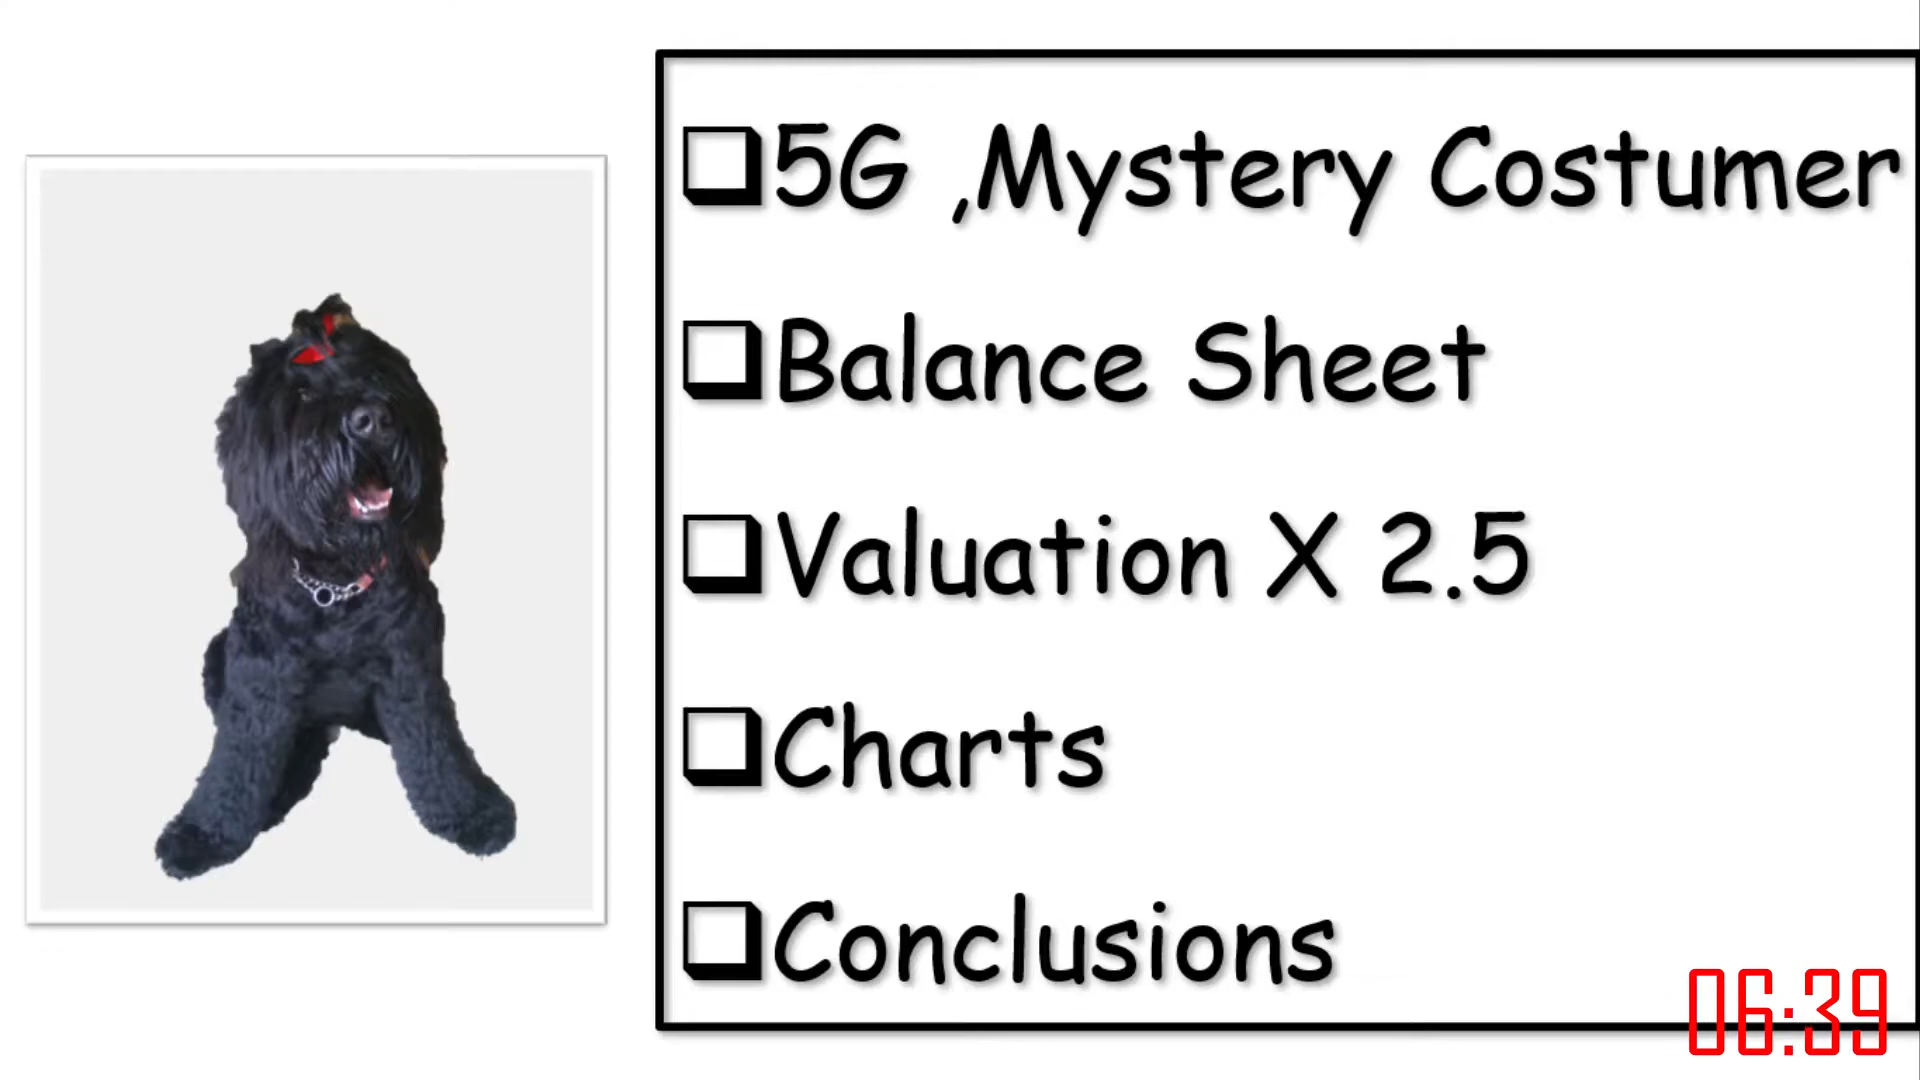 5G ,Mystery Costumer
Balance Sheet
Valuation X 2.5
Charts
Conclusions
06:39